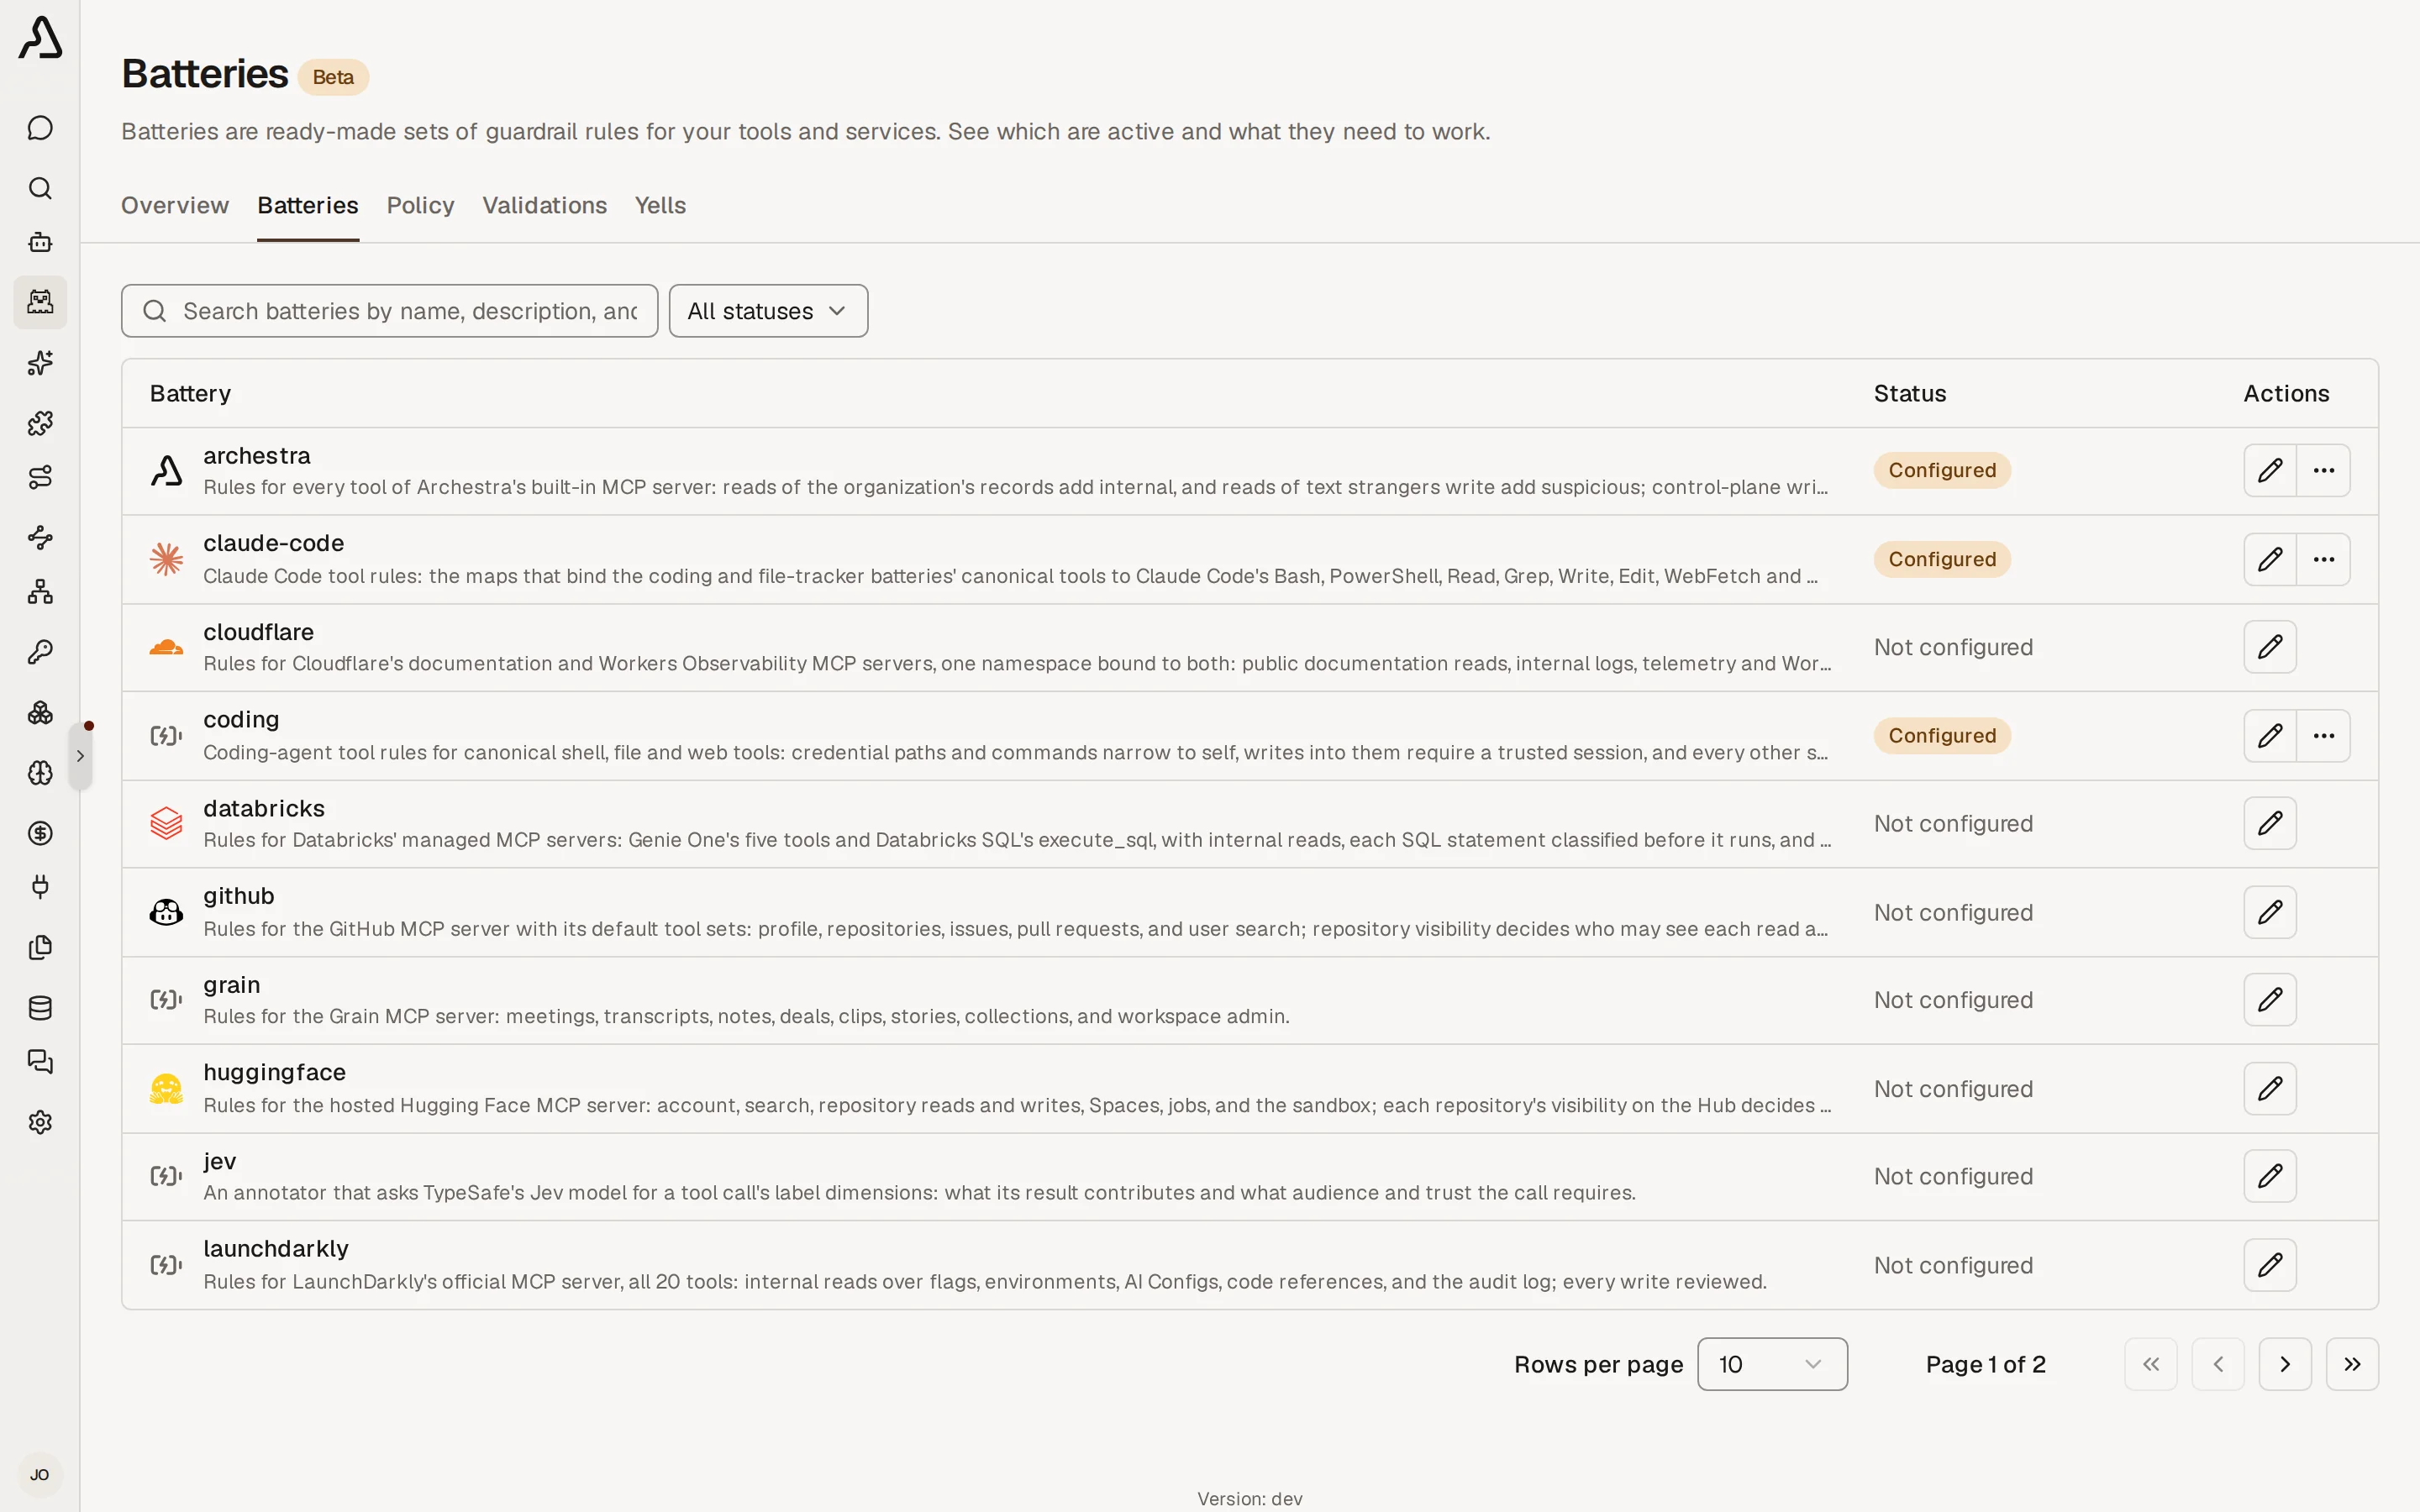 Batteries Beta
Batteries are ready-made sets of guardrail rules for your tools and services. See which are active and what they need to work.
Overview Batteries Policy Validations Yells
Search batteries by name, description, and
All statuses
Battery Status Actions
archestra
Rules for every tool of Archestra's built-in MCP server: reads of the organization's records add internal, and reads of text strangers write add suspicious; control-plane wri...
Configured
claude-code
Claude Code tool rules: the maps that bind the coding and file-tracker batteries' canonical tools to Claude Code's Bash, PowerShell, Read, Grep, Write, Edit, WebFetch and ...
Configured
cloudflare
Rules for Cloudflare's documentation and Workers Observability MCP servers, one namespace bound to both: public documentation reads, internal logs, telemetry and Wor...
Not configured
coding
Coding-agent tool rules for canonical shell, file and web tools: credential paths and commands narrow to self, writes into them require a trusted session, and every other s...
Configured
databricks
Rules for Databricks' managed MCP servers: Genie One's five tools and Databricks SQL's execute_sql, with internal reads, each SQL statement classified before it runs, and ...
Not configured
github
Rules for the GitHub MCP server with its default tool sets: profile, repositories, issues, pull requests, and user search; repository visibility decides who may see each read a...
Not configured
grain
Rules for the Grain MCP server: meetings, transcripts, notes, deals, clips, stories, collections, and workspace admin.
Not configured
huggingface
Rules for the hosted Hugging Face MCP server: account, search, repository reads and writes, Spaces, jobs, and the sandbox; each repository's visibility on the Hub decides ...
Not configured
jev
An annotator that asks TypeSafe's Jev model for a tool call's label dimensions: what its result contributes and what audience and trust the call requires.
Not configured
launchdarkly
Rules for LaunchDarkly's official MCP server, all 20 tools: internal reads over flags, environments, AI Configs, code references, and the audit log; every write reviewed.
Not configured
Rows per page 10 Page 1 of 2
JO
Version: dev